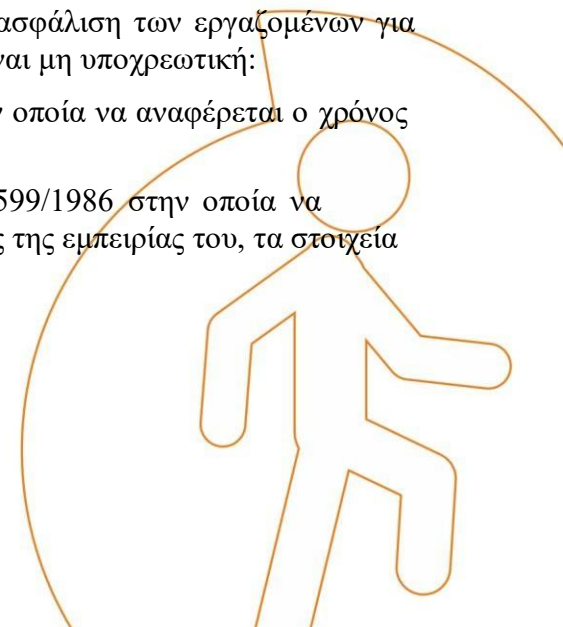 ασφάλιση των εργαζομένων για
ναι μη υποχρεωτική:
οποία να αναφέρεται ο χρόνος
599/1986 στην οποία να
της εμπειρίας του, τα στοιχεία